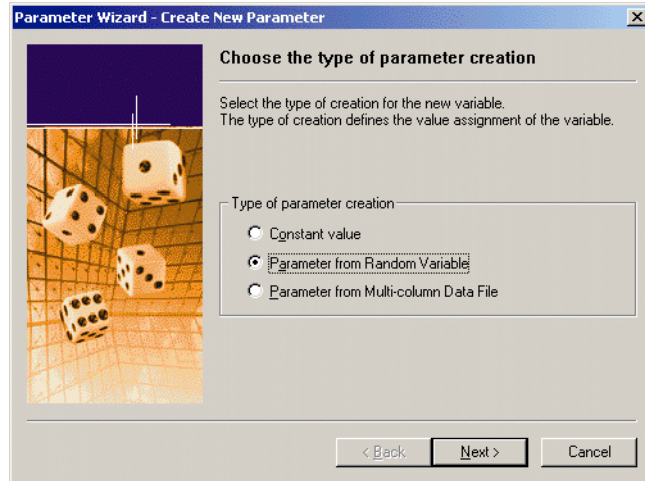 Parameter Wizard - Create New Parameter
Choose the type of parameter creation
Select the type of creation for the new variable.
The type of creation defines the value assignment of the variable.
Type of parameter creation
Constant value
Parameter from Random Variable
Parameter from Multi-column Data File
< Back
Next >
Cancel